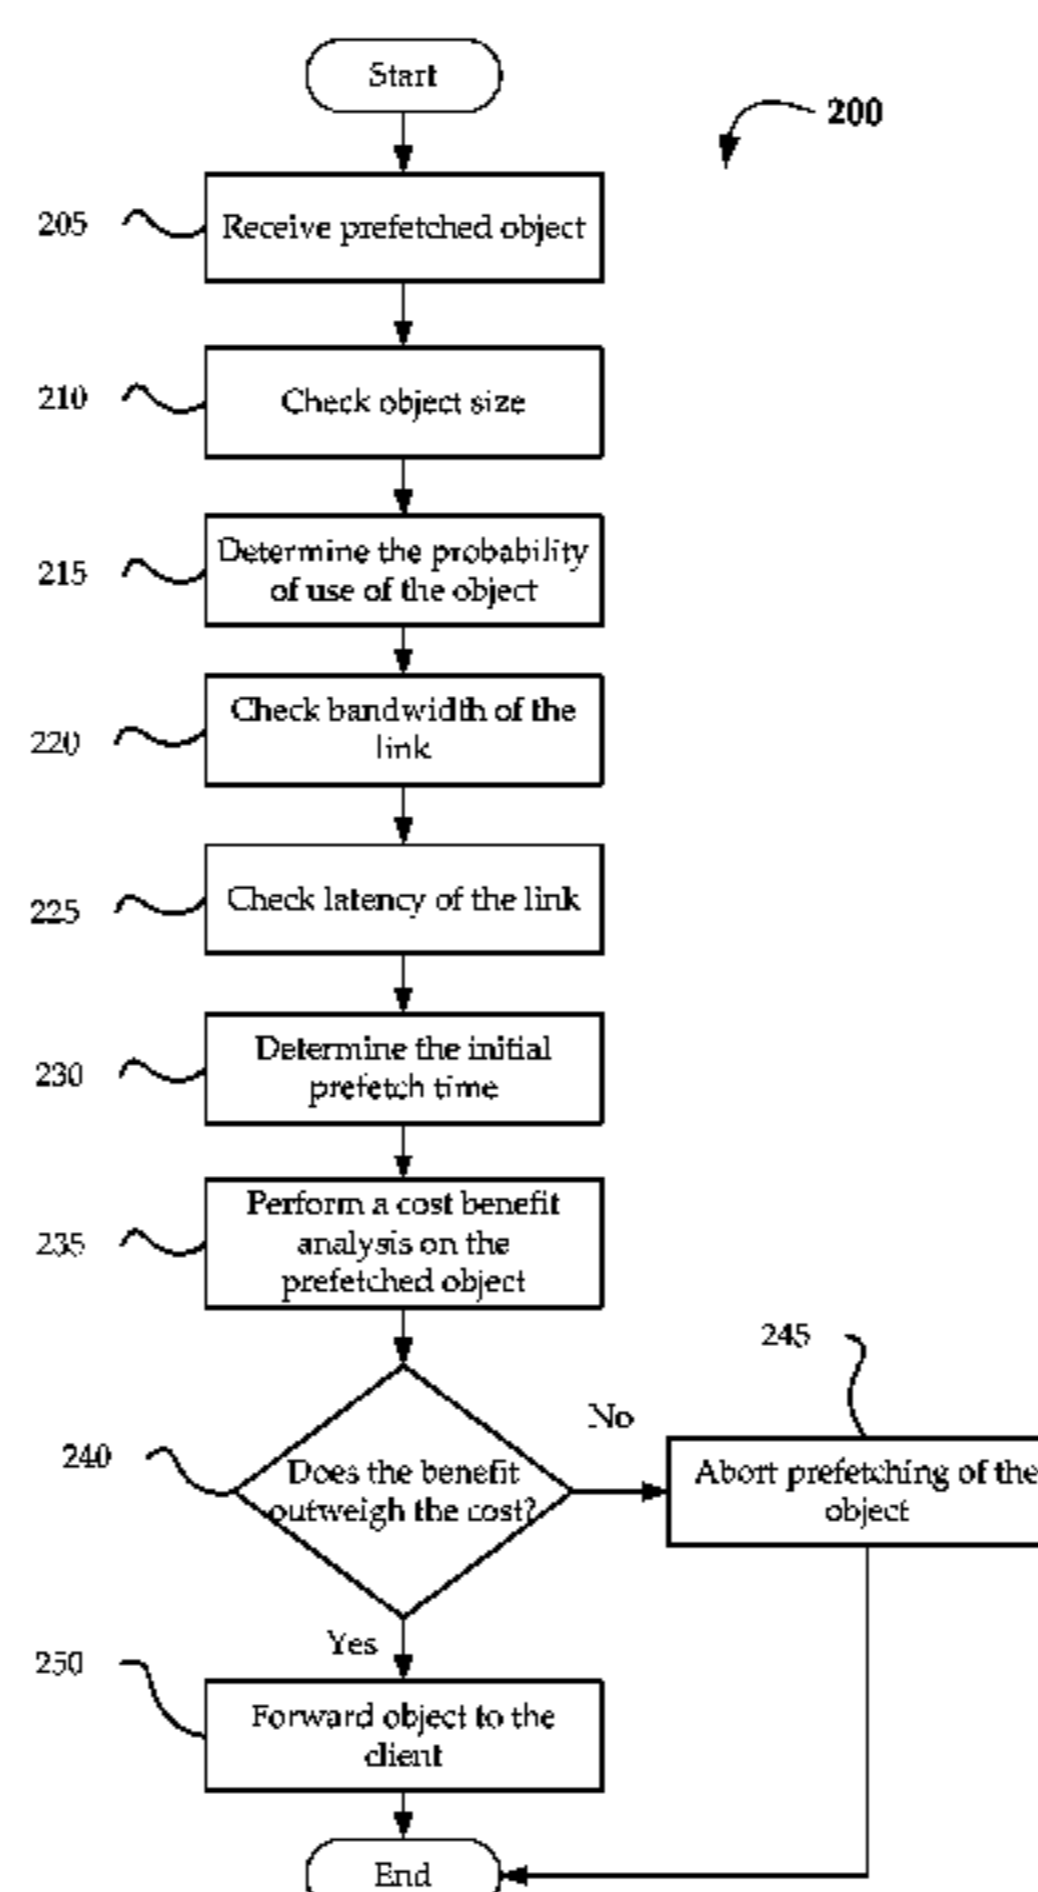 Start
200
205
Receive prefetched object
210
Check object size
215
Determine the probability
of use of the object
220
Check bandwidth of the
link
225
Check latency of the link
230
Determine the initial
prefetch time
235
Perform a cost benefit
analysis on the
prefetched object
245
No
240
Does the benefit
outweigh the cost?
Abort prefetching of the
object
Yes
250
Forward object to the
client
End